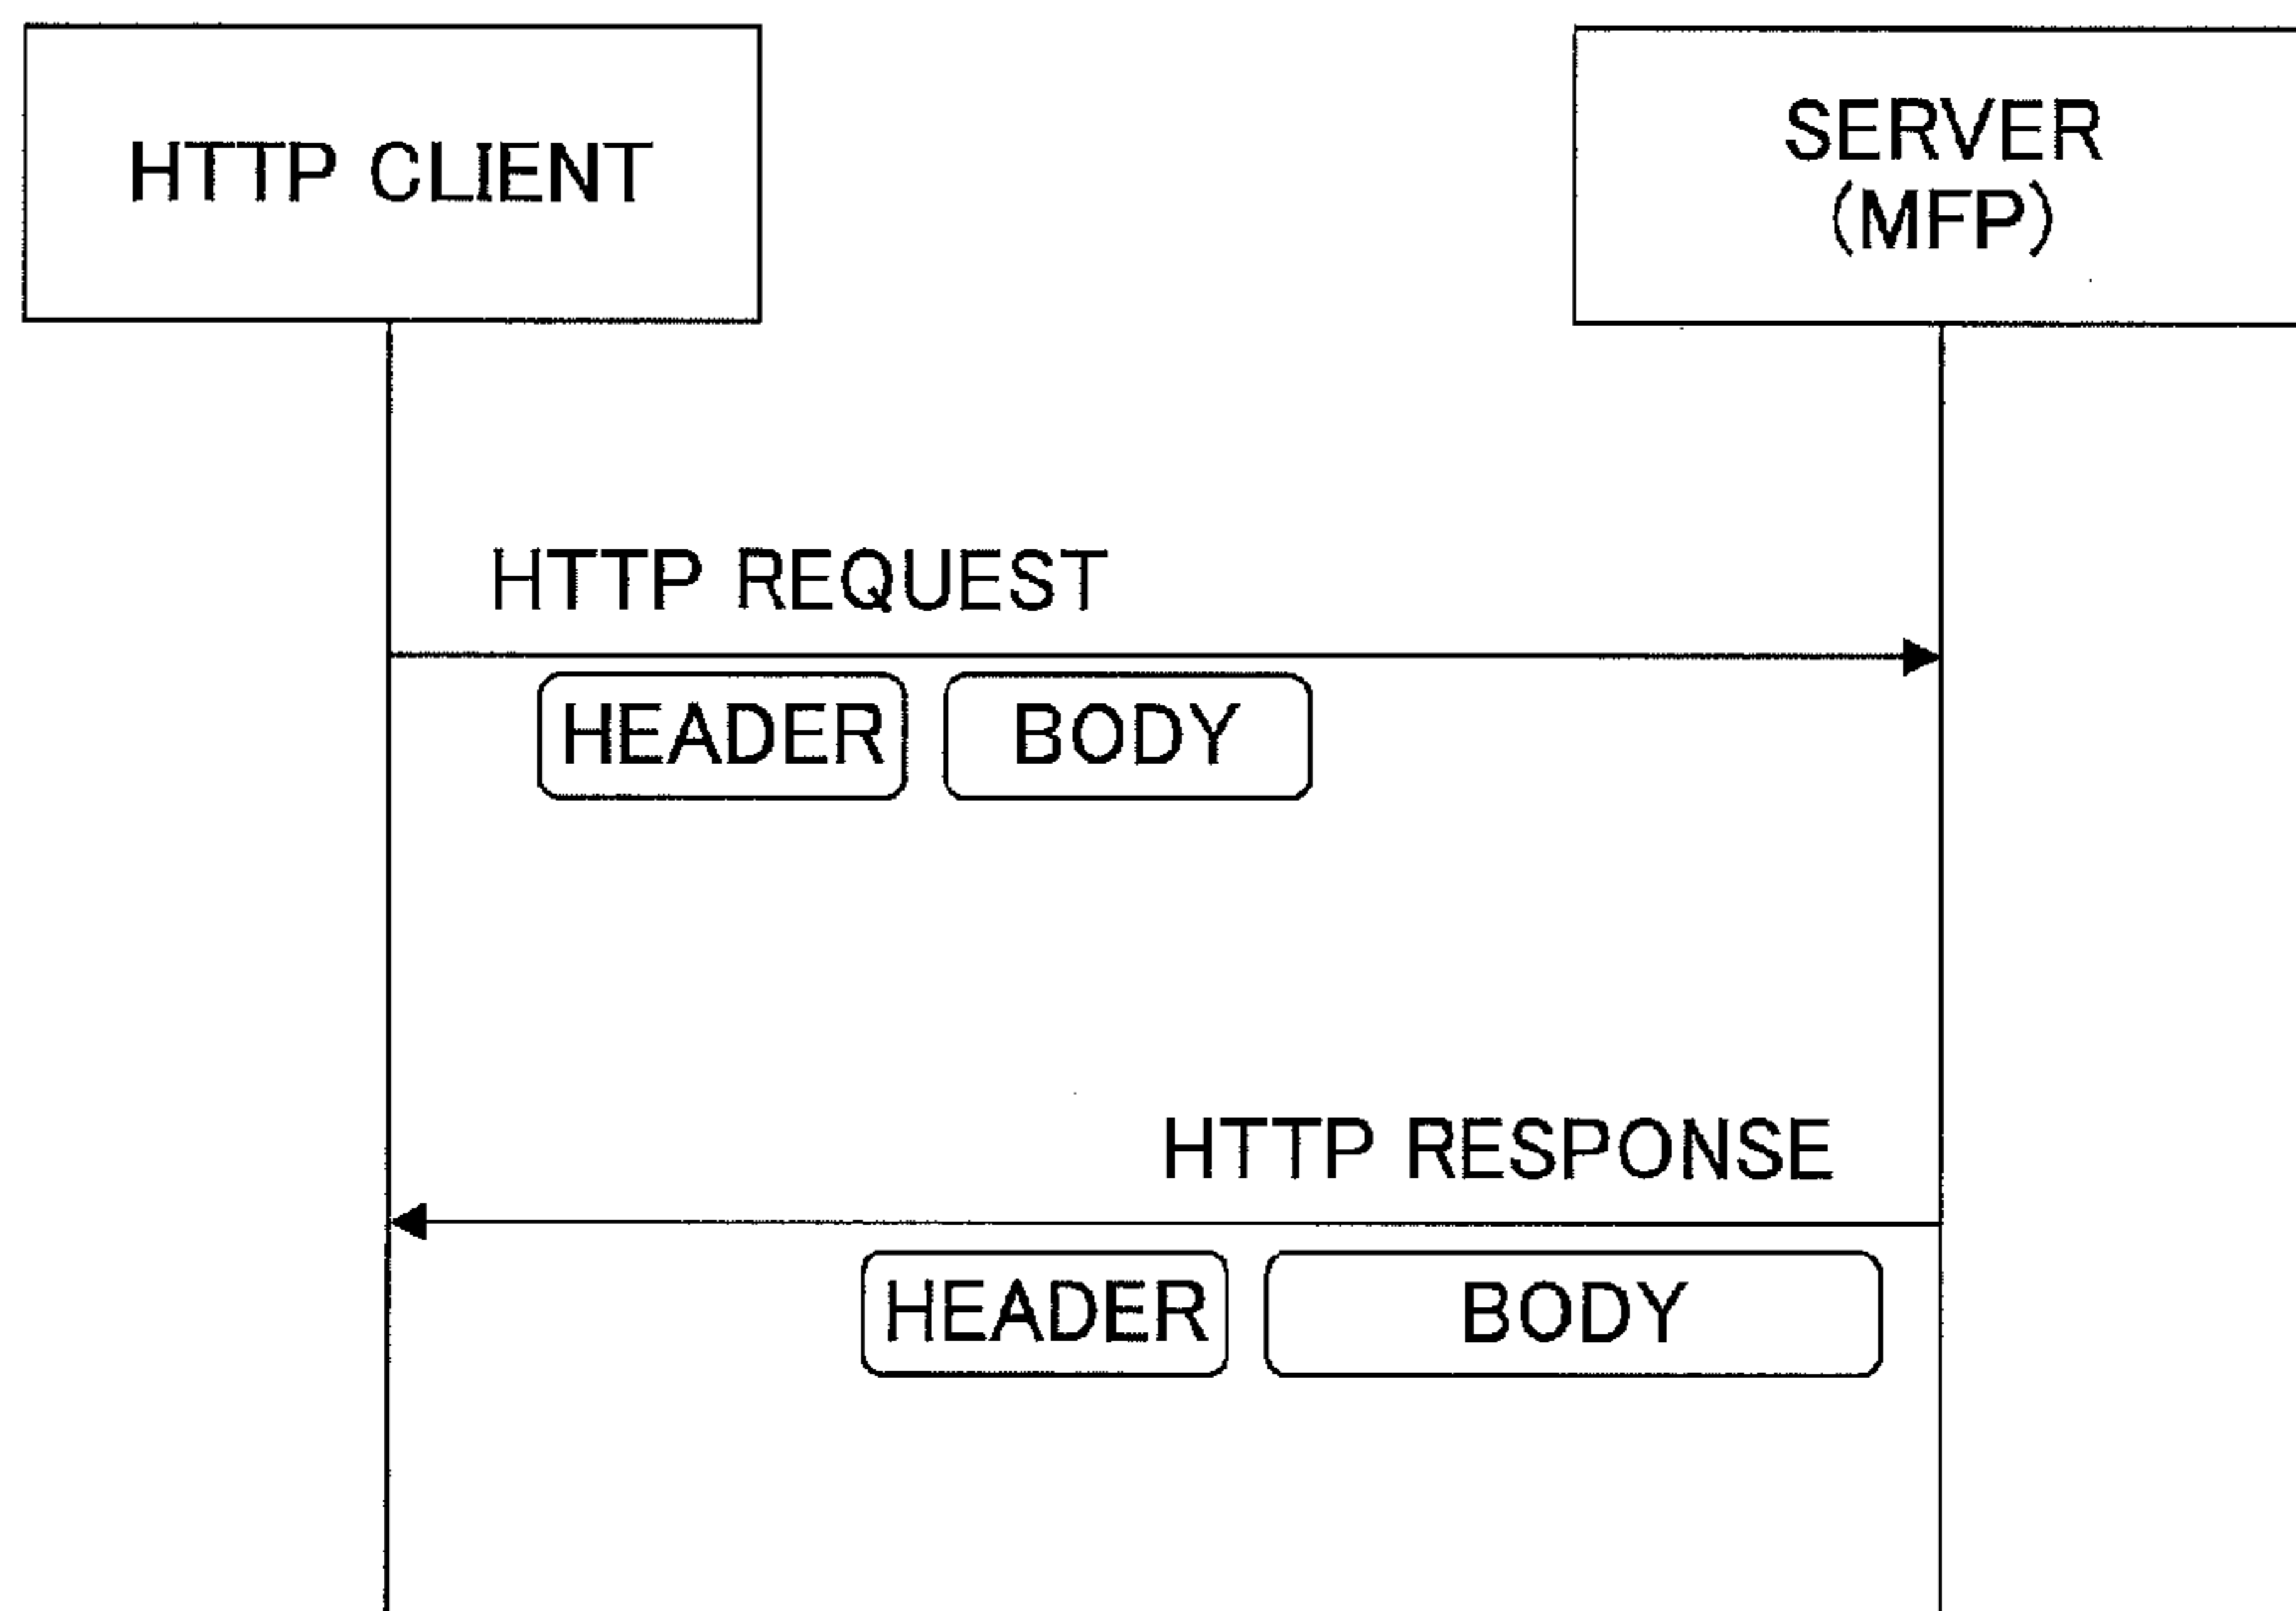 HTTP CLIENT
SERVER
(MFP)
HTTP REQUEST
HEADER BODY
HTTP RESPONSE
HEADER BODY